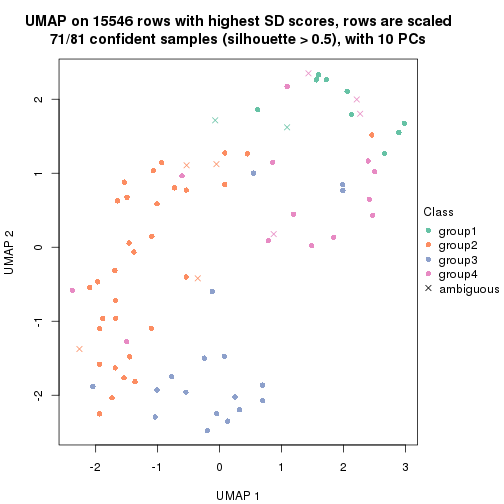 UMAP on 15546 rows with highest SD scores, rows are scaled
71/81 confident samples (silhouette > 0.5), with 10 PCs
2
1
0
-1
-2
UMAP 2
-2
-1
0
1
2
3
UMAP 1
Class
group1
group2
group3
group4
ambiguous